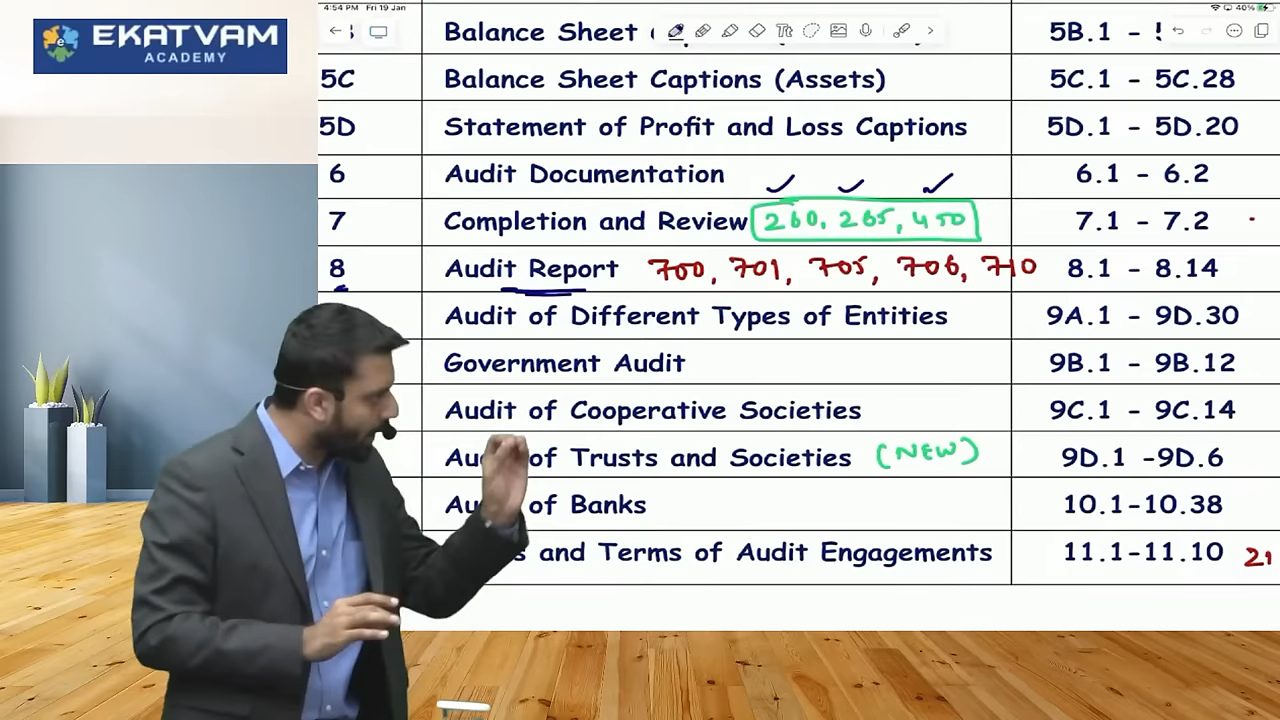 4:54 PM Fri 19 Jan
40%
EKATVAM
ACADEMY
Balance Sheet 5B.1 -
5C Balance Sheet Captions (Assets) 5C.1 - 5C.28
5D Statement of Profit and Loss Captions 5D.1 - 5D.20
6 Audit Documentation 6.1 - 6.2
7 Completion and Review 260, 265, 450 7.1 - 7.2
8 Audit Report 700, 701, 705, 706, 710 8.1 - 8.14
Audit of Different Types of Entities 9A.1 - 9D.30
Government Audit 9B.1 - 9B.12
Audit of Cooperative Societies 9C.1 - 9C.14
of Trusts and Societies (NEW) 9D.1 -9D.6
of Banks 10.1-10.38
and Terms of Audit Engagements 11.1-11.10